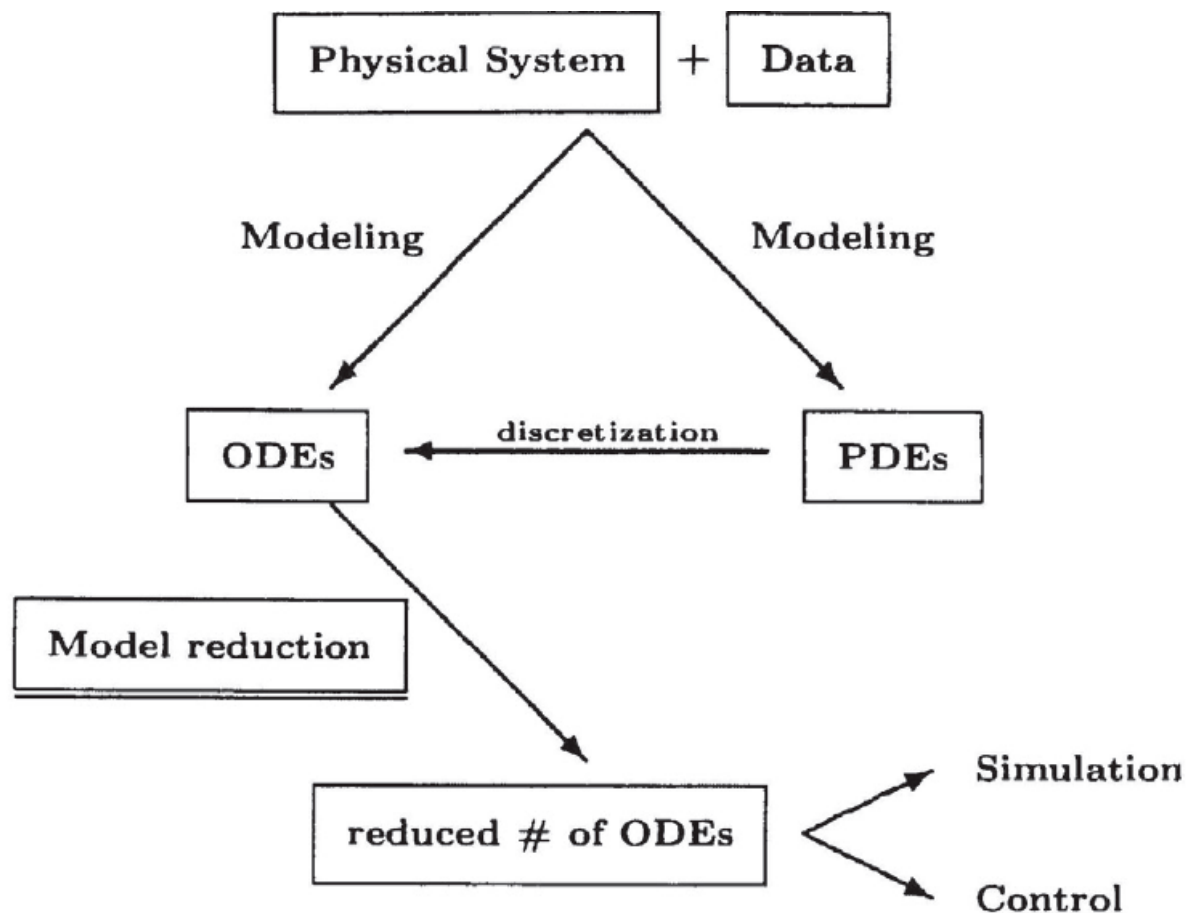 Physical System + Data
Modeling Modeling
discretization
ODEs PDEs
Model reduction
Simulation
reduced # of ODEs
Control